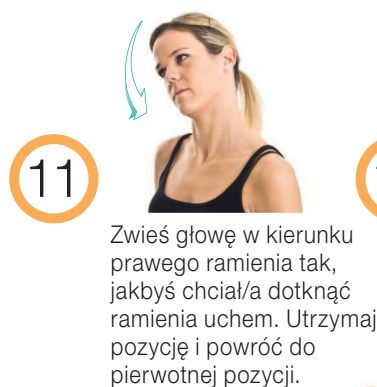 11
Zwieś głowę w kierunku
prawego ramienia tak,
jakbyś chciał/a dotknąć
ramienia uchem. Utrzymaj
pozycję i powróć do
pierwotnej pozycji.